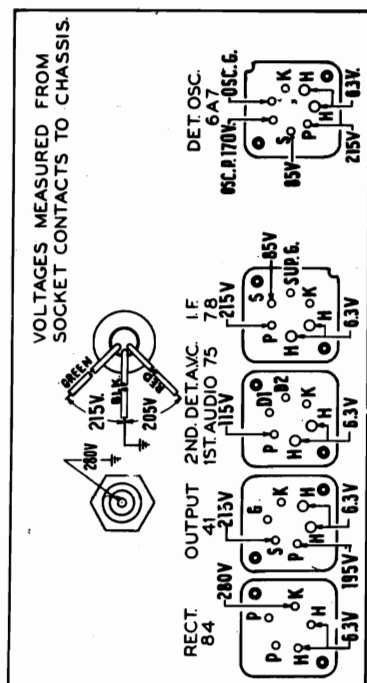 VOLTAGES MEASURED FROM
SOCKET CONTACTS TO CHASSIS.
280V
GREEN
BLK
RED
215V.
205V.
RECT.
84
280V
P
P
K
H
H
6.3V
OUTPUT
41
215V
G
S
K
P
H
H
195V
6.3V
2ND. DET. A.V.C.
1ST. AUDIO 75
115V
D1
D2
P
K
H
H
6.3V
I.F.
78
215V
85V
S
SUP. G.
P
K
H
H
6.3V
DET. OSC.
6A7
OSC. P. 170V.
OSC. G.
K
S
H
P
H
85V
215V
6.3V.